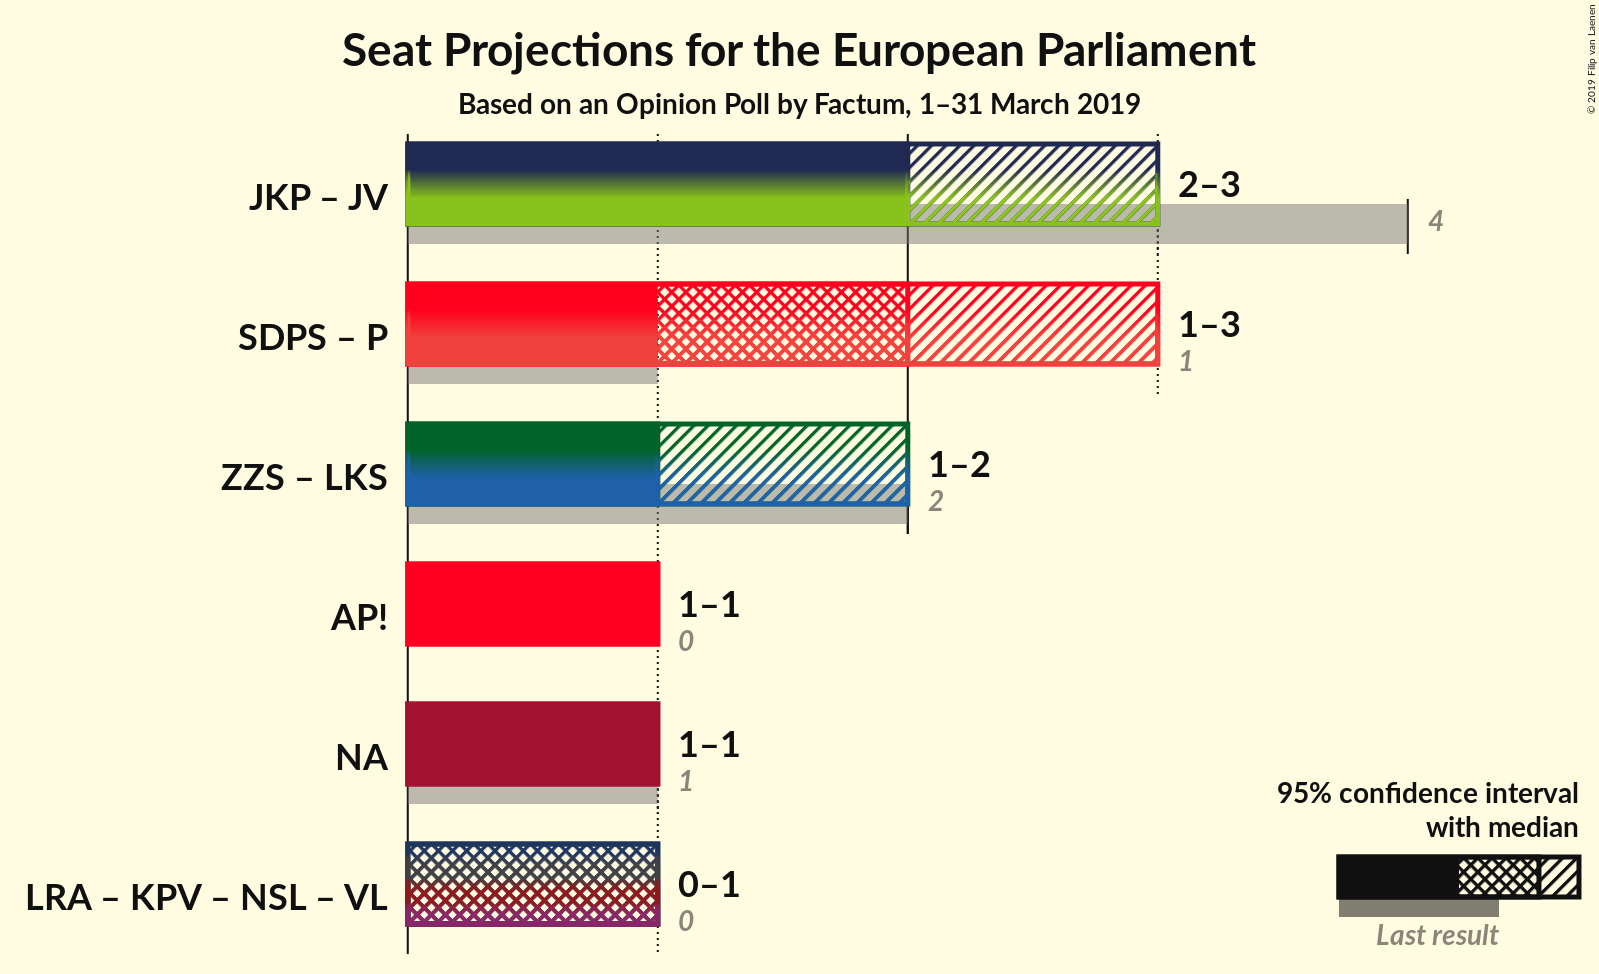 Seat Projections for the European Parliament
Based on an Opinion Poll by Factum, 1–31 March 2019
© 2019 Filip van Laenen
JKP – JV
2–3
4
SDPS – P
1–3
1
ZZS – LKS
1–2
2
AP!
1–1
0
NA
1–1
1
LRA – KPV – NSL – VL
0–1
0
95% confidence interval
with median
Last result